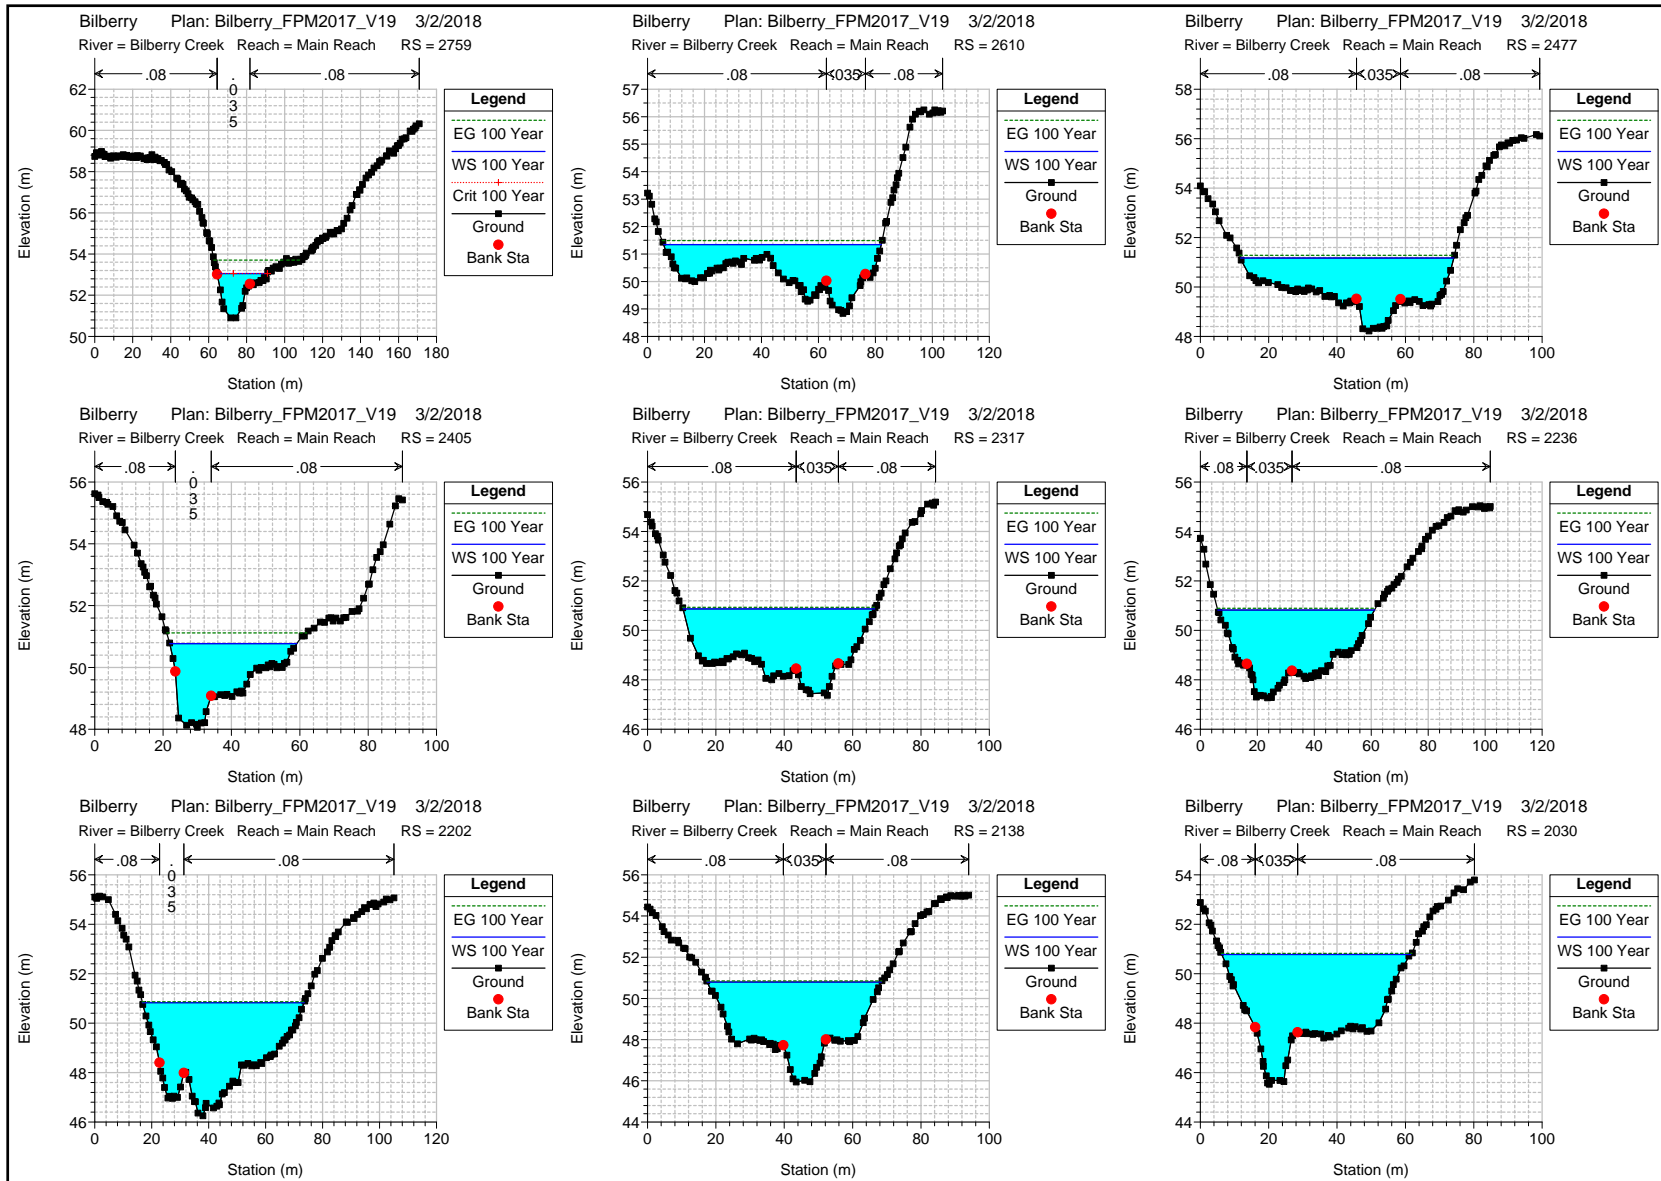 Bilberry Plan: Bilberry_FPM2017_V19 3/2/2018
River = Bilberry Creek Reach = Main Reach RS = 2759
.08 .035 .08
Legend
EG 100 Year
WS 100 Year
Crit 100 Year
Ground
Bank Sta
Elevation (m)
62
60
58
56
54
52
50
0 20 40 60 80 100 120 140 160 180
Station (m)
Bilberry Plan: Bilberry_FPM2017_V19 3/2/2018
River = Bilberry Creek Reach = Main Reach RS = 2610
.08 .035 .08
Legend
EG 100 Year
WS 100 Year
Ground
Bank Sta
Elevation (m)
57
56
55
54
53
52
51
50
49
48
0 20 40 60 80 100 120
Station (m)
Bilberry Plan: Bilberry_FPM2017_V19 3/2/2018
River = Bilberry Creek Reach = Main Reach RS = 2477
.08 .035 .08
Legend
EG 100 Year
WS 100 Year
Ground
Bank Sta
Elevation (m)
58
56
54
52
50
48
0 20 40 60 80 100
Station (m)
Bilberry Plan: Bilberry_FPM2017_V19 3/2/2018
River = Bilberry Creek Reach = Main Reach RS = 2405
.08 .035 .08
Legend
EG 100 Year
WS 100 Year
Ground
Bank Sta
Elevation (m)
56
54
52
50
48
0 20 40 60 80 100
Station (m)
Bilberry Plan: Bilberry_FPM2017_V19 3/2/2018
River = Bilberry Creek Reach = Main Reach RS = 2317
.08 .035 .08
Legend
EG 100 Year
WS 100 Year
Ground
Bank Sta
Elevation (m)
56
54
52
50
48
46
0 20 40 60 80 100
Station (m)
Bilberry Plan: Bilberry_FPM2017_V19 3/2/2018
River = Bilberry Creek Reach = Main Reach RS = 2236
.08 .035 .08
Legend
EG 100 Year
WS 100 Year
Ground
Bank Sta
Elevation (m)
56
54
52
50
48
46
0 20 40 60 80 100 120
Station (m)
Bilberry Plan: Bilberry_FPM2017_V19 3/2/2018
River = Bilberry Creek Reach = Main Reach RS = 2202
.08 .035 .08
Legend
EG 100 Year
WS 100 Year
Ground
Bank Sta
Elevation (m)
56
54
52
50
48
46
0 20 40 60 80 100 120
Station (m)
Bilberry Plan: Bilberry_FPM2017_V19 3/2/2018
River = Bilberry Creek Reach = Main Reach RS = 2138
.08 .035 .08
Legend
EG 100 Year
WS 100 Year
Ground
Bank Sta
Elevation (m)
56
54
52
50
48
46
44
0 20 40 60 80 100
Station (m)
Bilberry Plan: Bilberry_FPM2017_V19 3/2/2018
River = Bilberry Creek Reach = Main Reach RS = 2030
.08 .035 .08
Legend
EG 100 Year
WS 100 Year
Ground
Bank Sta
Elevation (m)
54
52
50
48
46
44
0 20 40 60 80 100
Station (m)